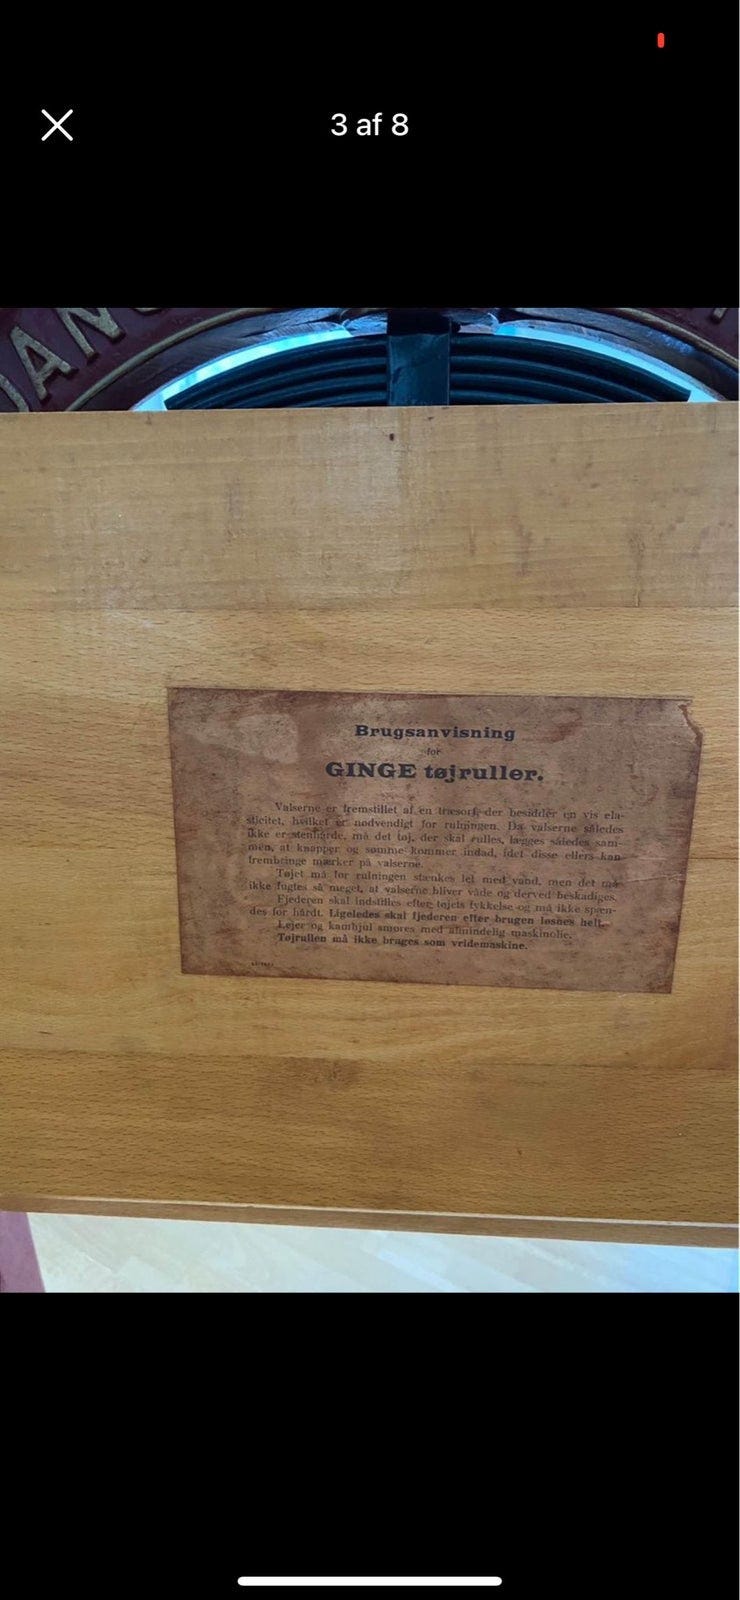 3 af 8
DANS
Brugsanvisning
for
GINGE tøjruller.
Valserne er fremstillet af en træsort, der besidder en vis ela-
sticitet, hvilket er nødvendigt for rulningen. Da valserne således
ikke er stenhårde, må det tøj, der skal rulles, lægges således sam-
men, at knapper og sømme kommer indad, idet disse ellers kan
frembringe mærker på valserne.
Tøjet må før rulningen stænkes let med vand, men det må
ikke fugtes så meget, at valserne bliver våde og derved beskadiges.
Fjederen skal indstilles efter tøjets tykkelse og må ikke spæn-
des for hårdt. Ligeledes skal fjederen efter brugen løsnes helt.
Lejer og kamhjul smøres med almindelig maskinolie.
Tøjrullen må ikke bruges som vridemaskine.